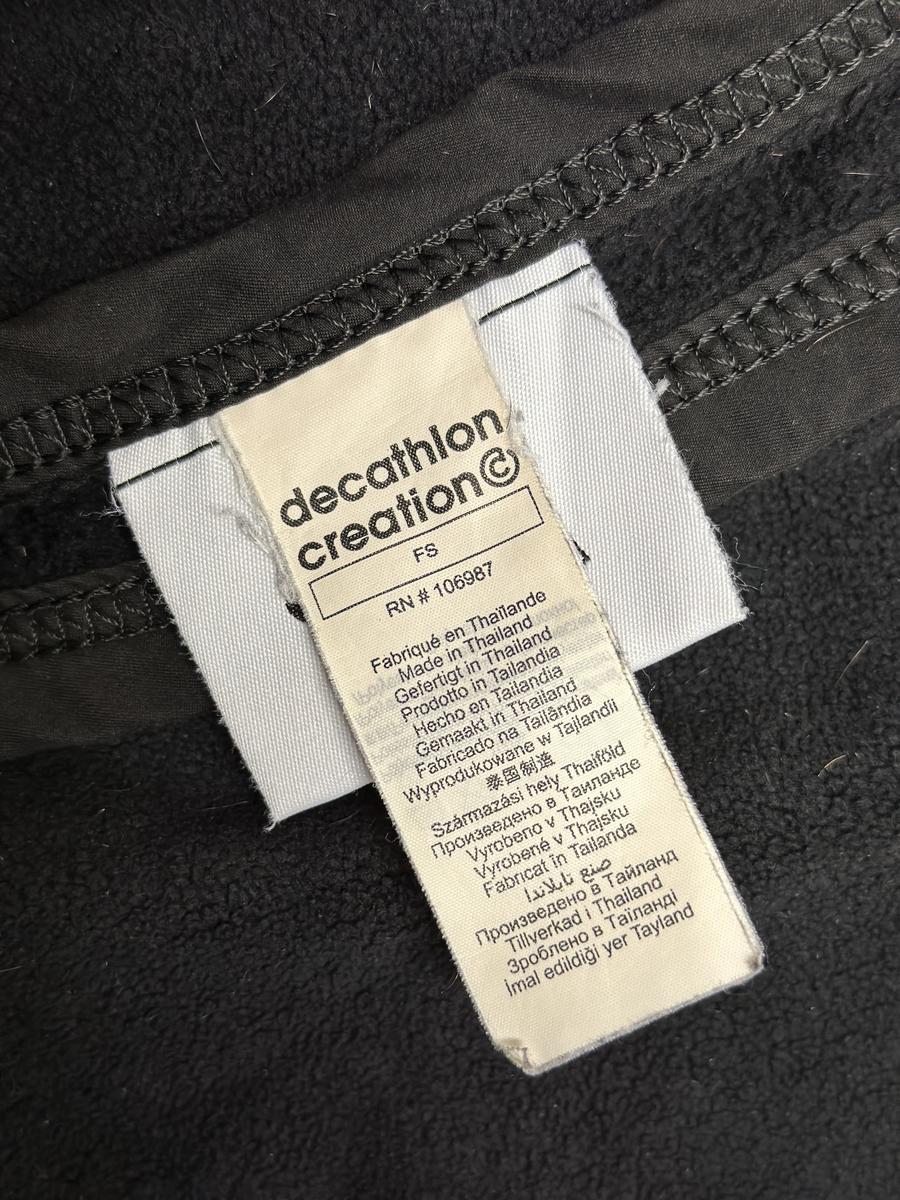 decathlon
creation©
FS
RN # 106987
Fabriqué en Thaïlande
Made in Thailand
Gefertigt in Thailand
Prodotto in Tailandia
Hecho en Tailandia
Gemaakt in Thailand
Fabricado na Tailândia
Wyprodukowane w Tajlandii
泰国制造
Származási hely Thaiföld
Произведено в Таиланде
Vyrobeno v Thajsku
Vyrobené v Thajsku
Fabricat in Tailanda
صنع تايلاندا
Произведено в Тайланд
Tillverkad i Thailand
Зроблено в Таїланді
İmal edildiği yer Tayland